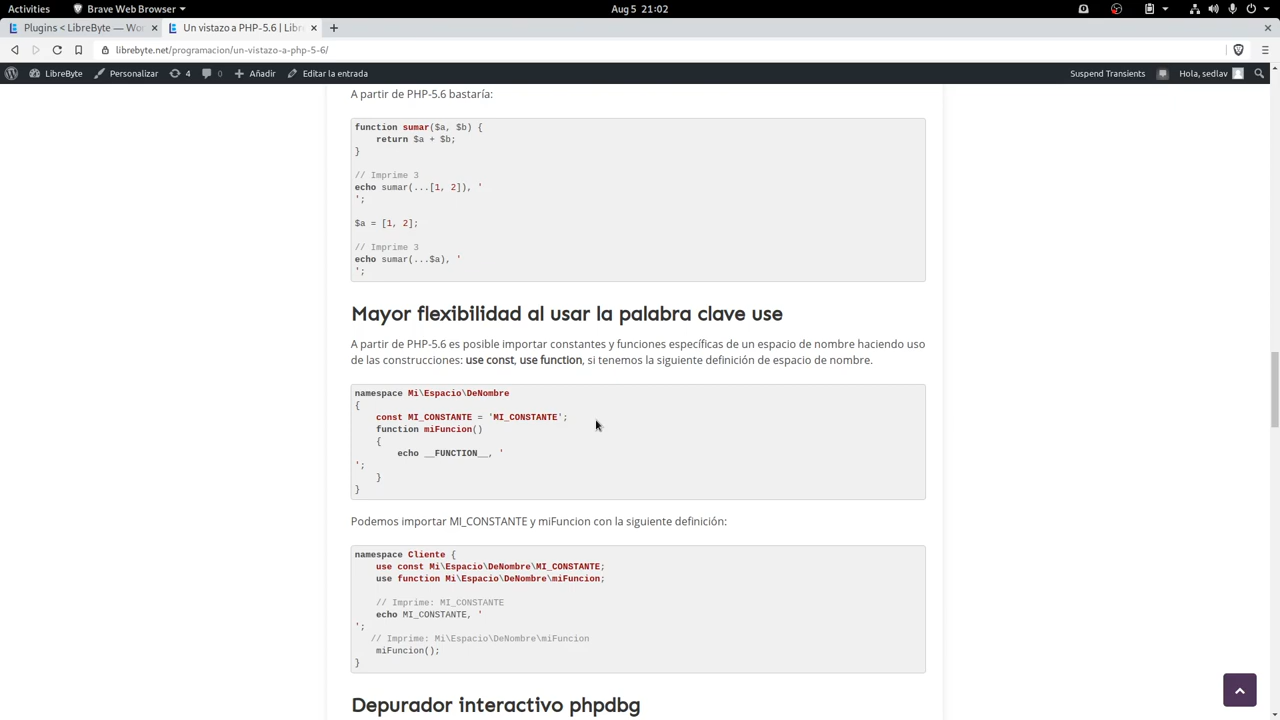 Activities
Brave Web Browser
Aug 5 21:02
Plugins < LibreByte — Wo
Un vistazo a PHP-5.6 | Libr
librebyte.net/programacion/un-vistazo-a-php-5-6/
LibreByte
Personalizar
4
0
Añadir
Editar la entrada
Suspend Transients
Hola, sedlav
A partir de PHP-5.6 bastaría:
function sumar($a, $b) {
    return $a + $b;
}
// Imprime 3
echo sumar(...[1, 2]), '
';
$a = [1, 2];
// Imprime 3
echo sumar(...$a), '
';
Mayor flexibilidad al usar la palabra clave use
A partir de PHP-5.6 es posible importar constantes y funciones específicas de un espacio de nombre haciendo uso
de las construcciones: use const, use function, si tenemos la siguiente definición de espacio de nombre.
namespace Mi\Espacio\DeNombre
{
    const MI_CONSTANTE = 'MI_CONSTANTE';
    function miFuncion()
    {
        echo __FUNCTION__, '
';
    }
}
Podemos importar MI_CONSTANTE y miFuncion con la siguiente definición:
namespace Cliente {
    use const Mi\Espacio\DeNombre\MI_CONSTANTE;
    use function Mi\Espacio\DeNombre\miFuncion;
    // Imprime: MI_CONSTANTE
    echo MI_CONSTANTE, '
';
   // Imprime: Mi\Espacio\DeNombre\miFuncion
    miFuncion();
}
Depurador interactivo phpdbg